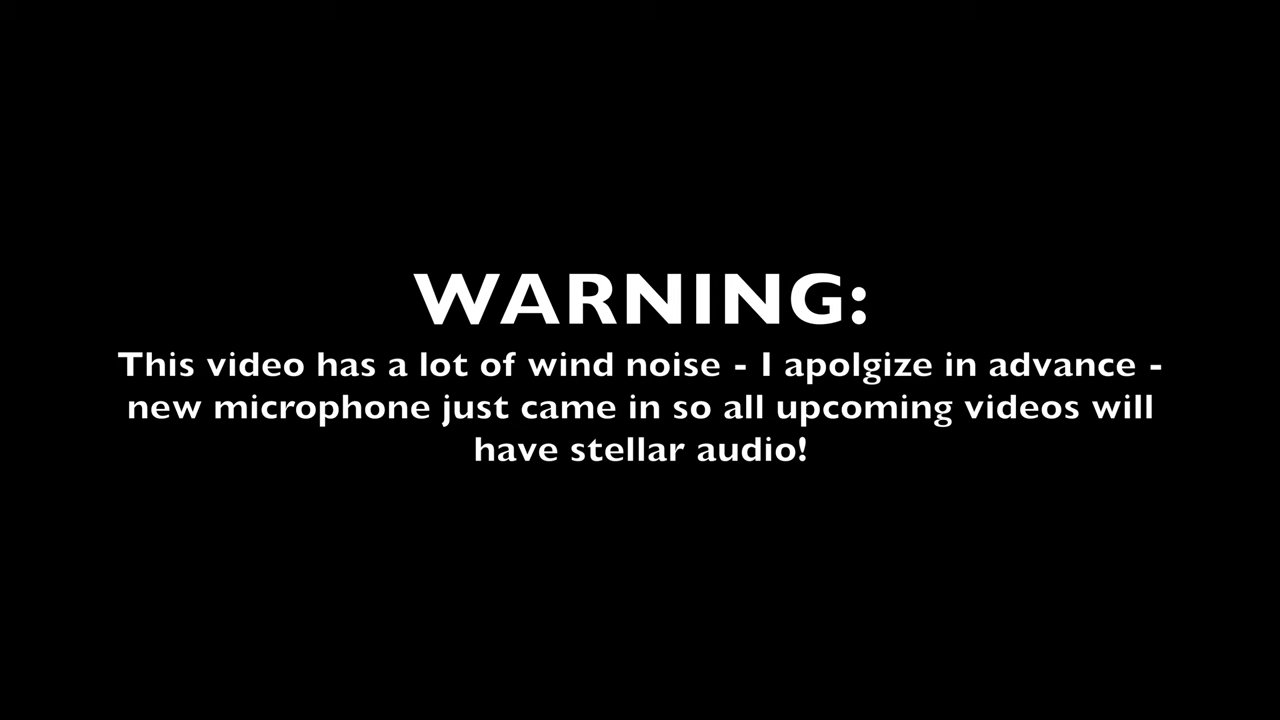 WARNING:
This video has a lot of wind noise - I apolgize in advance -
new microphone just came in so all upcoming videos will
have stellar audio!